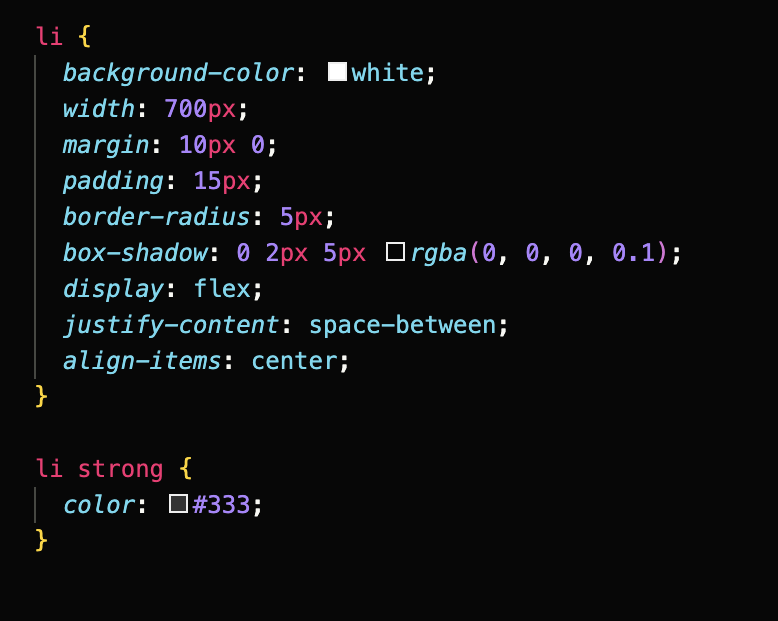 li {
background-color: white;
width: 700px;
margin: 10px 0;
padding: 15px;
border-radius: 5px;
box-shadow: 0 2px 5px rgba(0, 0, 0, 0.1);
display: flex;
justify-content: space-between;
align-items: center;
}
li strong {
color: #333;
}